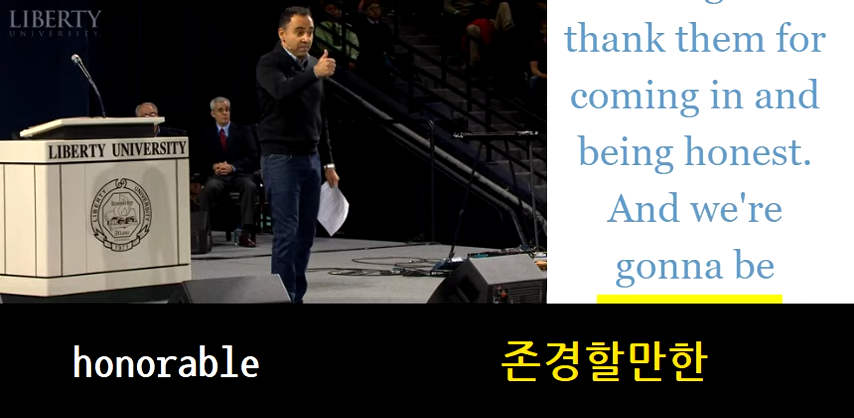 LIBERTY
UNIVERSITY.
LIBERTY UNIVERSITY
thank them for
coming in and
being honest.
And we're
gonna be
honorable
존경할만한